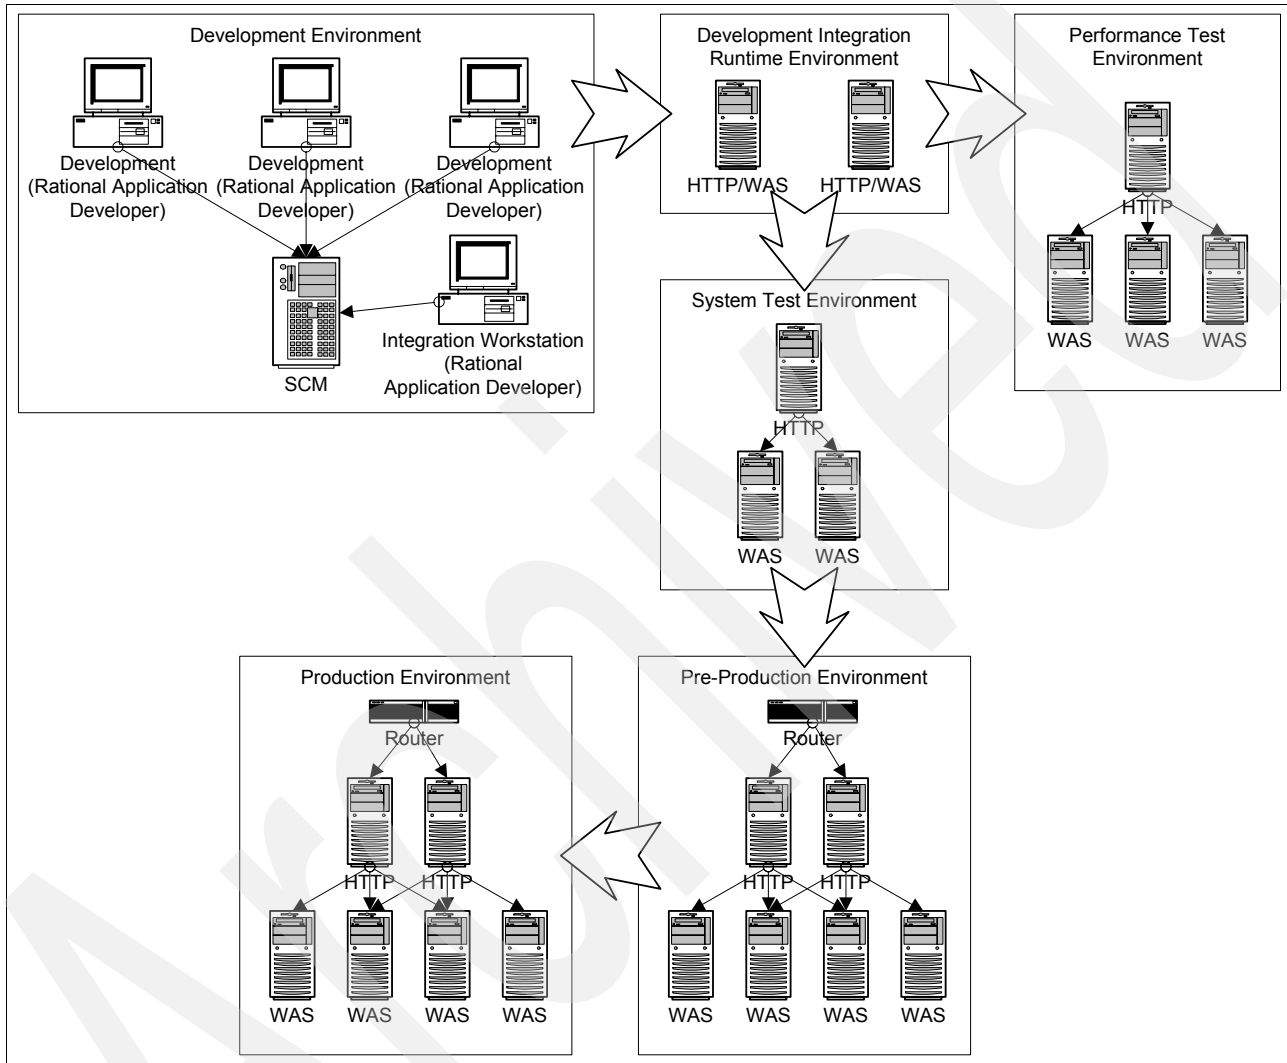 Development Environment
Development
(Rational Application
Developer)
Development
(Rational Application
Developer)
Development
(Rational Application
Developer)
SCM
Integration Workstation
(Rational
Application Developer)
Development Integration
Runtime Environment
HTTP/WAS
HTTP/WAS
Performance Test
Environment
HTTP
WAS
WAS
WAS
System Test Environment
HTTP
WAS
WAS
Production Environment
Router
HTTP
HTTP
WAS
WAS
WAS
WAS
Pre-Production Environment
Router
HTTP
HTTP
WAS
WAS
WAS
WAS
Archived